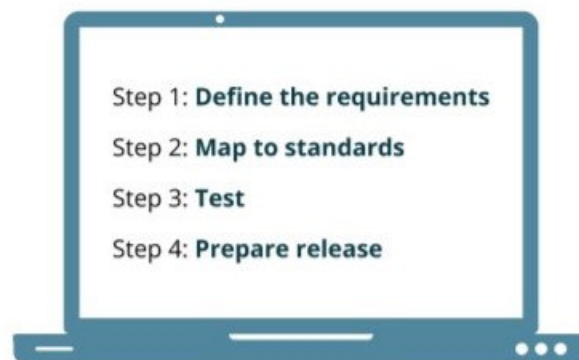 Step 1: Define the requirements
Step 2: Map to standards
Step 3: Test
Step 4: Prepare release